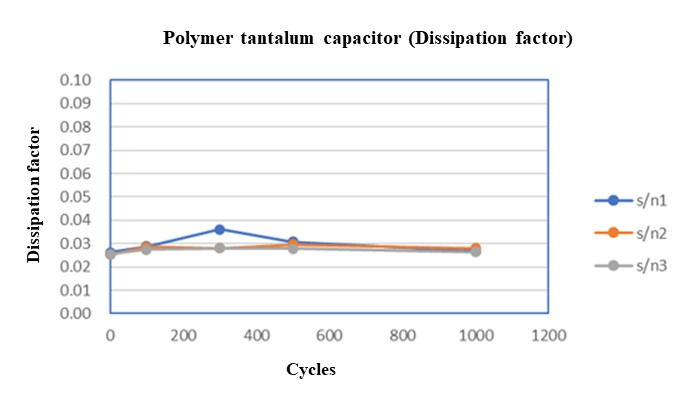 Polymer tantalum capacitor (Dissipation factor)
0.10
0.09
0.08
0.07
0.06
0.05
0.04
0.03
0.02
0.01
0.00
Dissipation factor
0 200 400 600 800 1000 1200
Cycles
s/n1
s/n2
s/n3